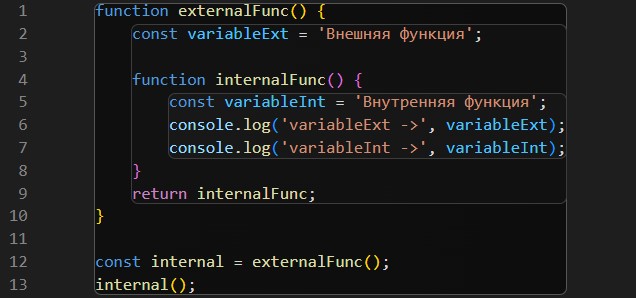 1 function externalFunc() {
2 const variableExt = 'Внешняя функция';
3
4 function internalFunc() {
5 const variableInt = 'Внутренняя функция';
6 console.log('variableExt ->', variableExt);
7 console.log('variableInt ->', variableInt);
8 }
9 return internalFunc;
10 }
11
12 const internal = externalFunc();
13 internal();